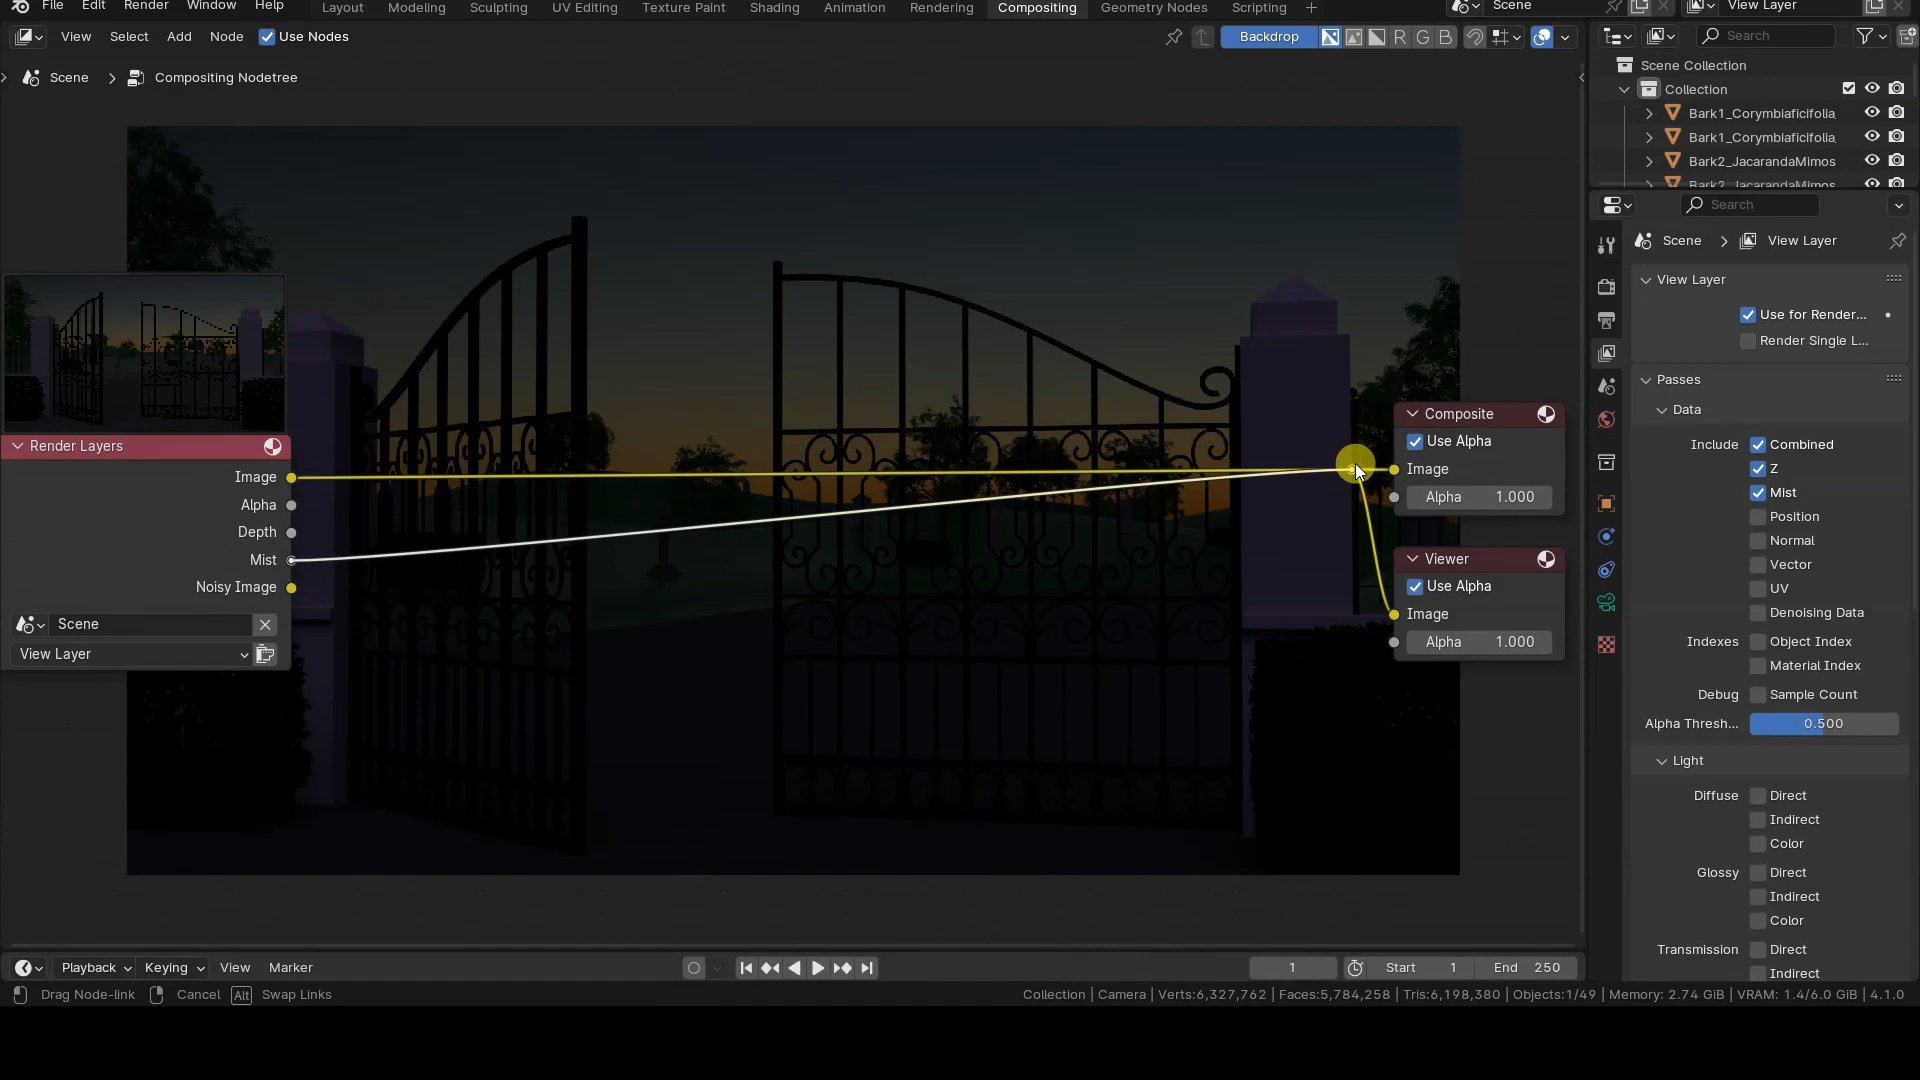 File Edit Render Window Help Layout Modeling Sculpting UV Editing Texture Paint Shading Animation Rendering Compositing Geometry Nodes Scripting + Scene View Layer
View Select Add Node Use Nodes Backdrop R G B Search
Scene > Compositing Nodetree
Scene Collection
Collection
Bark1_Corymbiaficifolia
Bark1_Corymbiaficifolia
Bark2_JacarandaMimos
Bark2_JacarandaMimos
Search
Scene > View Layer
View Layer
Use for Render...
Render Single L...
Passes
Data
Include Combined
Z
Mist
Position
Normal
Vector
UV
Denoising Data
Indexes Object Index
Material Index
Debug Sample Count
Alpha Thresh... 0.500
Light
Diffuse Direct
Indirect
Color
Glossy Direct
Indirect
Color
Transmission Direct
Indirect
Render Layers
Image
Alpha
Depth
Mist
Noisy Image
Scene
View Layer
Composite
Use Alpha
Image
Alpha 1.000
Viewer
Use Alpha
Image
Alpha 1.000
Playback Keying View Marker 1 Start 1 End 250
Drag Node-link Cancel Alt Swap Links Collection | Camera | Verts:6,327,762 | Faces:5,784,258 | Tris:6,198,380 | Objects:1/49 | Memory: 2.74 GiB | VRAM: 1.4/6.0 GiB | 4.1.0